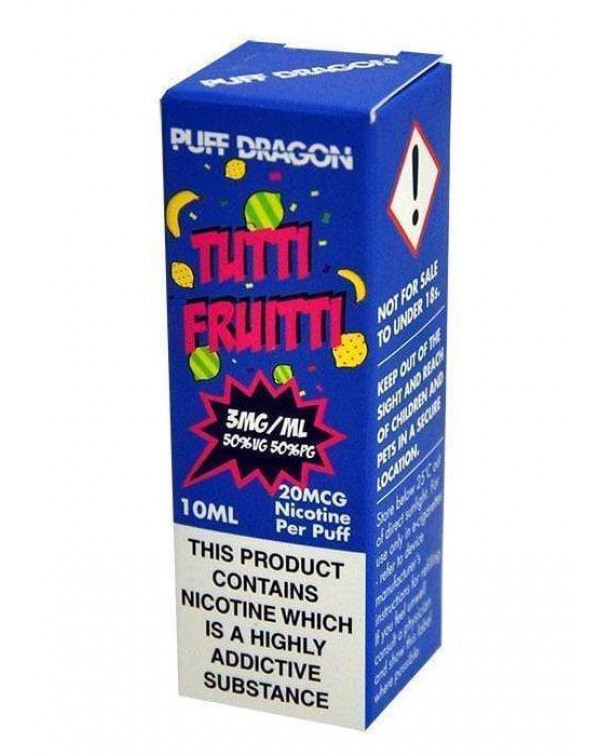 PUFF DRAGON
PUFF DRAGON
TUTTI
FRUITTI
3MG/ML
50%VG 50%PG
10ML
20MCG
Nicotine
Per Puff
THIS PRODUCT
CONTAINS
NICOTINE WHICH
IS A HIGHLY
ADDICTIVE
SUBSTANCE
!
NOT FOR SALE
TO UNDER 18s.
KEEP OUT OF THE
SIGHT AND REACH
OF CHILDREN AND
PETS IN A SECURE
LOCATION.
Store below 25°C out
of direct sunlight. For
use only in e-cigarettes
- refer to device
manufacturer's
instructions for refilling.
If you feel unwell
consult a physician
and show this label
where possible.